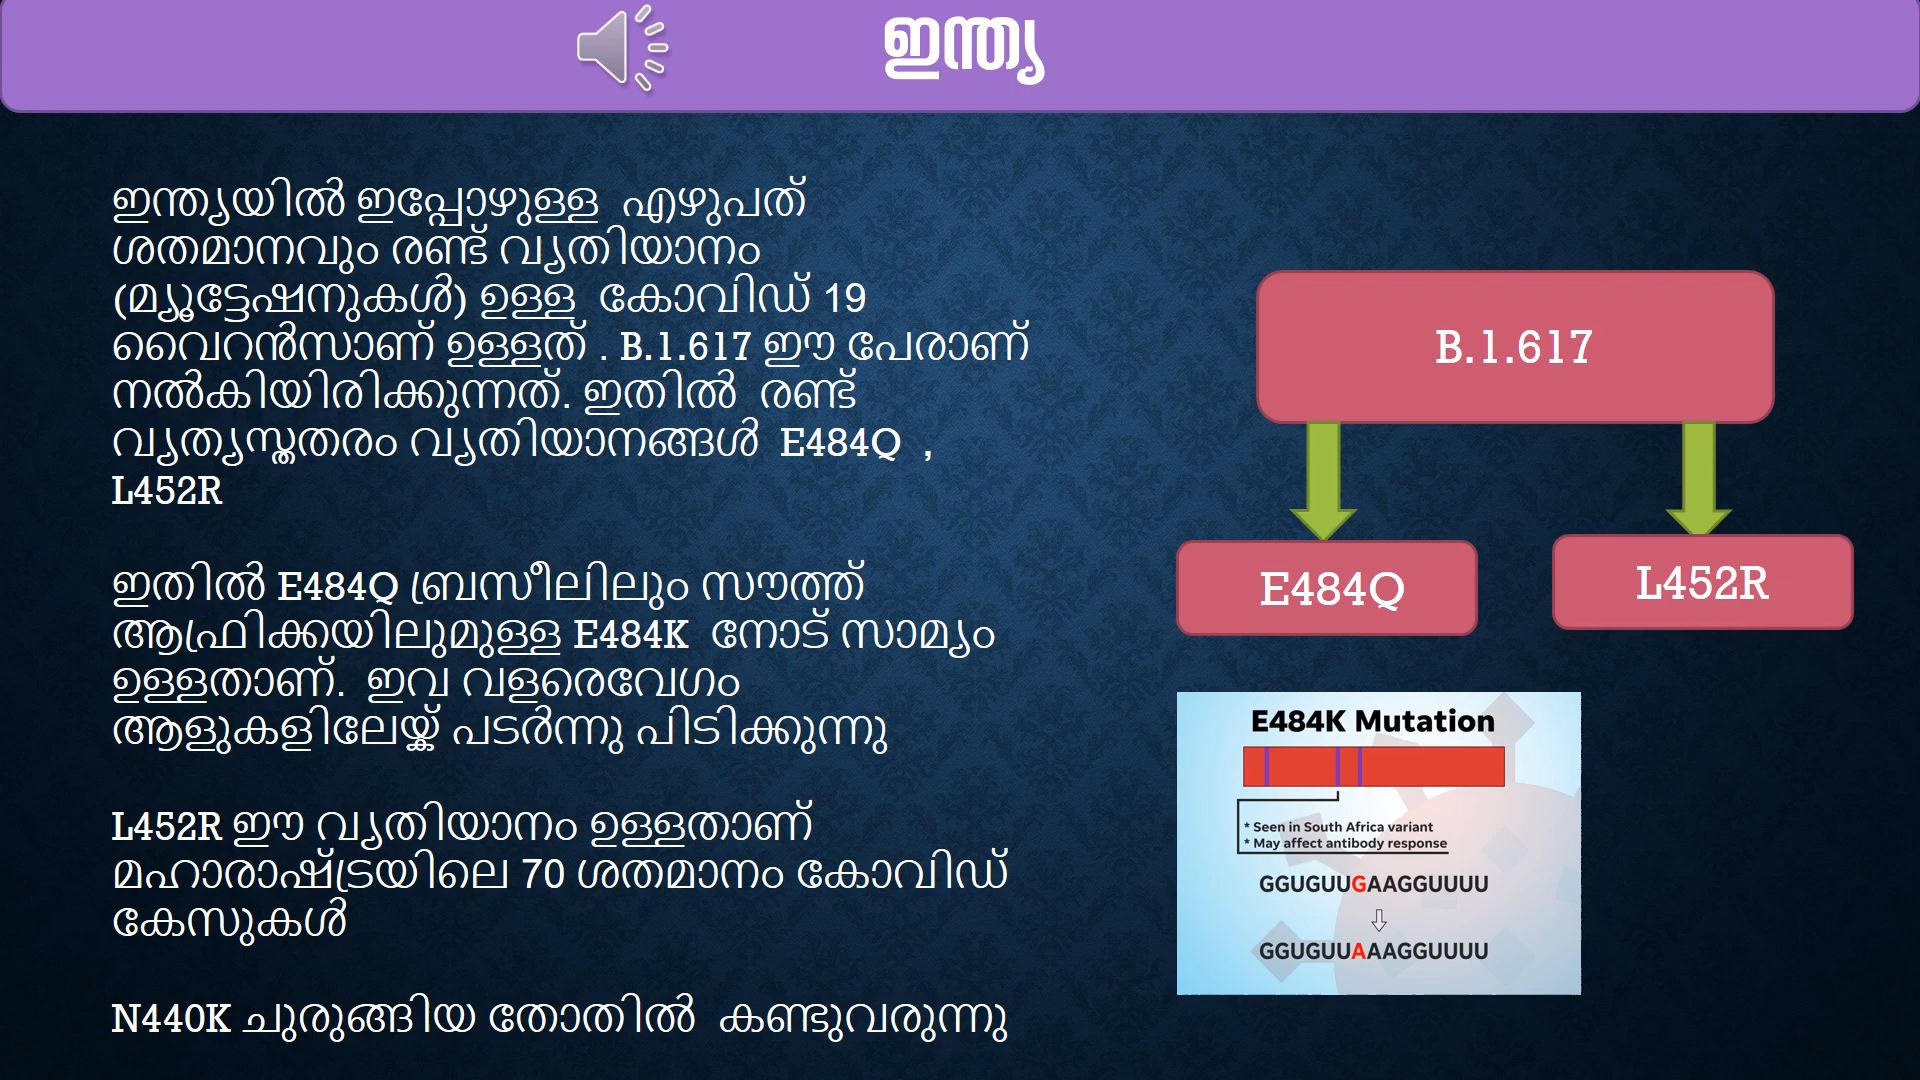 ഇന്ത്യ
ഇന്ത്യയിൽ ഇപ്പോഴുള്ള എഴുപത്
ശതമാനവും രണ്ട് വ്യതിയാനം
(മ്യൂട്ടേഷനുകൾ) ഉള്ള കോവിഡ് 19
വൈറൻസാണ് ഉള്ളത് . B.1.617 ഈ പേരാണ്
നൽകിയിരിക്കുന്നത്. ഇതിൽ രണ്ട്
വ്യത്യസ്തതരം വ്യതിയാനങ്ങൾ E484Q ,
L452R
ഇതിൽ E484Q ബ്രസീലിലും സൗത്ത്
ആഫ്രിക്കയിലുമുള്ള E484K നോട് സാമ്യം
ഉള്ളതാണ്. ഇവ വളരെവേഗം
ആളുകളിലേയ്ക് പടർന്നു പിടിക്കുന്നു
L452R ഈ വ്യതിയാനം ഉള്ളതാണ്
മഹാരാഷ്ട്രയിലെ 70 ശതമാനം കോവിഡ്
കേസുകൾ
N440K ചുരുങ്ങിയ തോതിൽ കണ്ടുവരുന്നു
B.1.617
E484Q
L452R
E484K Mutation
* Seen in South Africa variant
* May affect antibody response
GGUGUUGAAGGUUUU
GGUGUUAAAGGUUUU